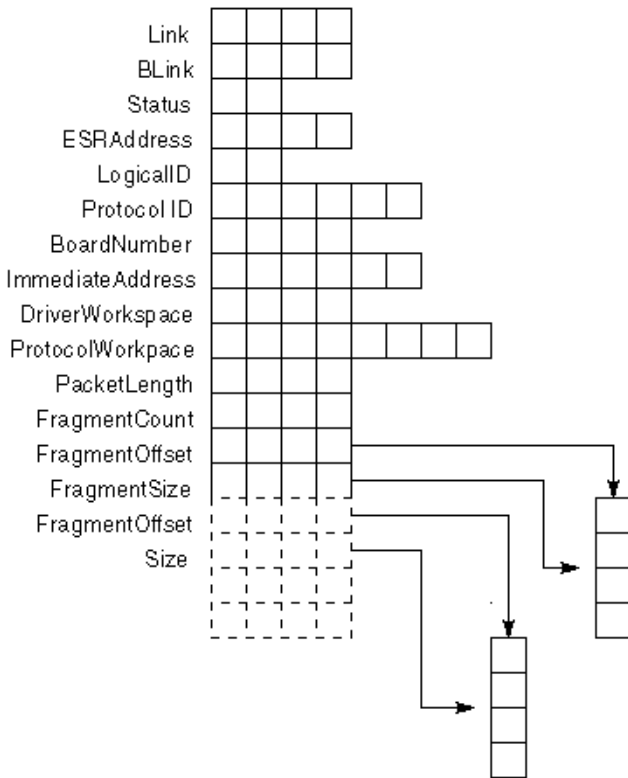 Link
BLink
Status
ESRAddress
LogicalID
Protocol ID
BoardNumber
ImmediateAddress
DriverWorkspace
ProtocolWorkpace
PacketLength
FragmentCount
FragmentOffset
FragmentSize
FragmentOffset
Size